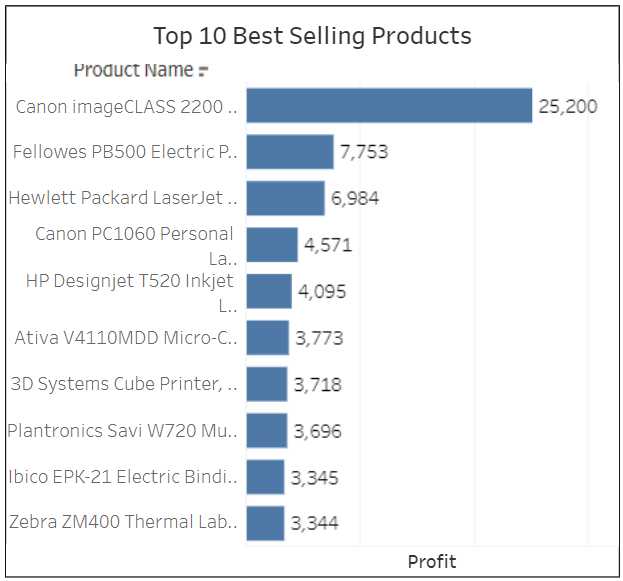 Top 10 Best Selling Products
Product Name
Canon imageCLASS 2200 .. 25,200
Fellowes PB500 Electric P.. 7,753
Hewlett Packard LaserJet .. 6,984
Canon PC1060 Personal
La.. 4,571
HP Designjet T520 Inkjet
L.. 4,095
Ativa V4110MDD Micro-C.. 3,773
3D Systems Cube Printer, .. 3,718
Plantronics Savi W720 Mu.. 3,696
Ibico EPK-21 Electric Bindi.. 3,345
Zebra ZM400 Thermal Lab.. 3,344
Profit